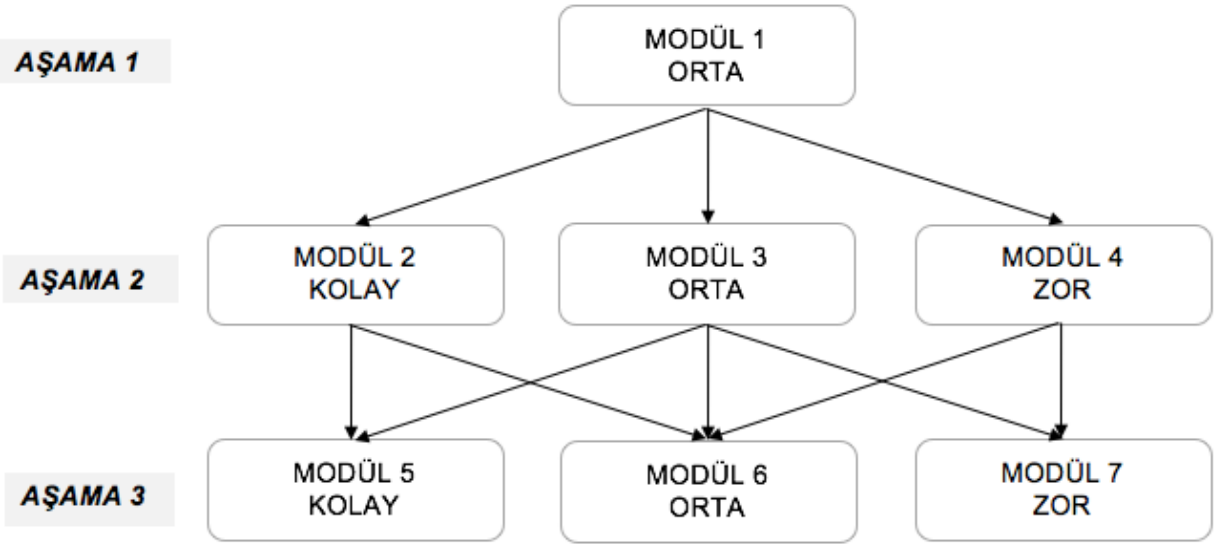 AŞAMA 1
MODÜL 1
ORTA
AŞAMA 2
MODÜL 2
KOLAY
MODÜL 3
ORTA
MODÜL 4
ZOR
AŞAMA 3
MODÜL 5
KOLAY
MODÜL 6
ORTA
MODÜL 7
ZOR